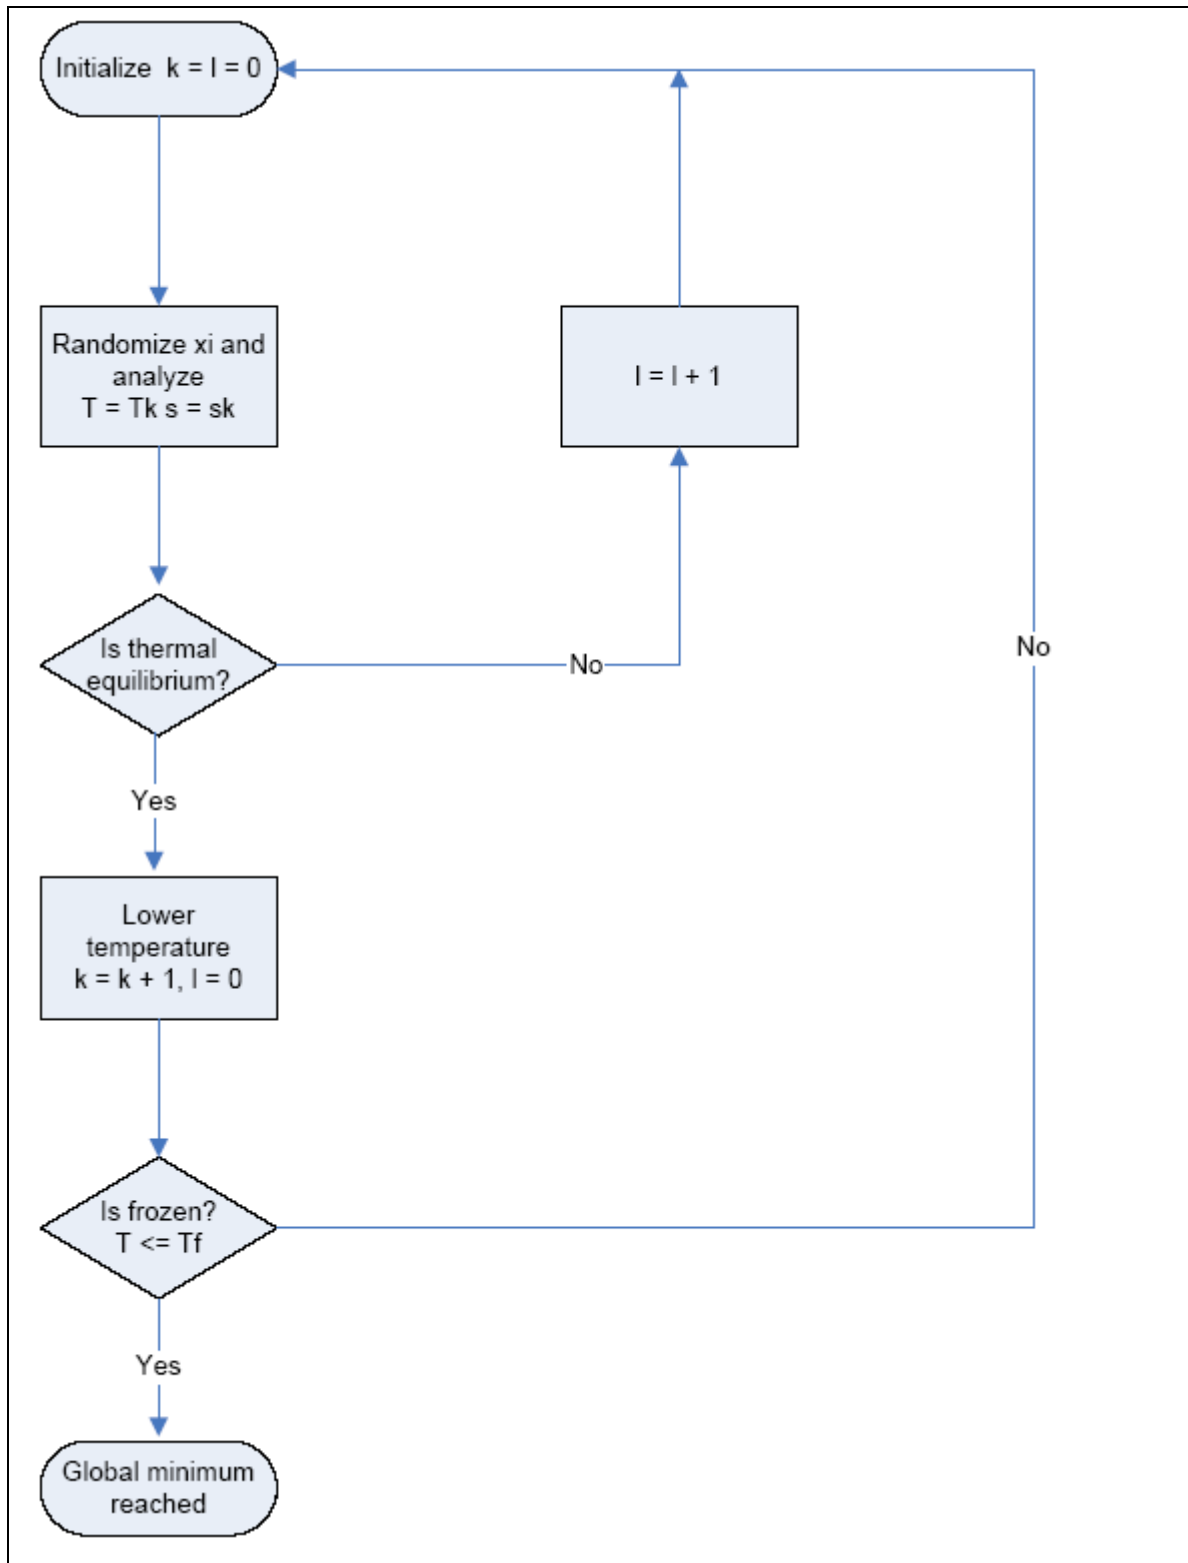 Initialize k = l = 0
Randomize xi and
analyze
T = Tk s = sk
l = l + 1
Is thermal
equilibrium?
No
No
Yes
Lower
temperature
k = k + 1, l = 0
Is frozen?
T <= Tf
Yes
Global minimum
reached